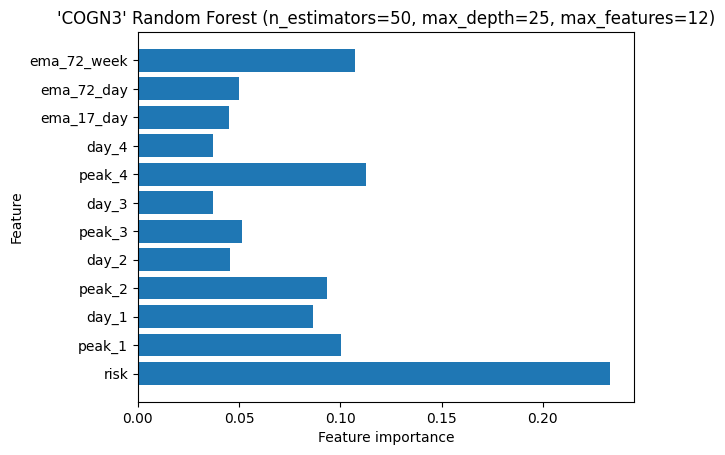 'COGN3' Random Forest (n_estimators=50, max_depth=25, max_features=12)
ema_72_week
ema_72_day
ema_17_day
day_4
peak_4
day_3
peak_3
day_2
peak_2
day_1
peak_1
risk
Feature
0.00 0.05 0.10 0.15 0.20
Feature importance